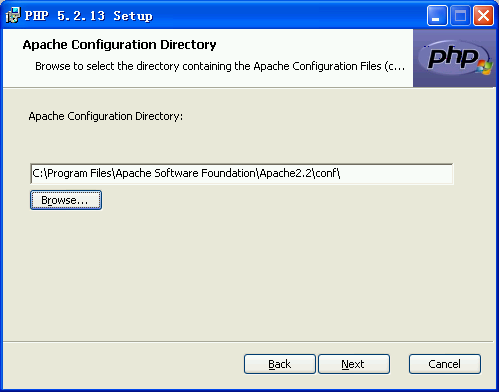 PHP 5.2.13 Setup
Apache Configuration Directory
Browse to select the directory containing the Apache Configuration Files (c...
php
Apache Configuration Directory:
C:\Program Files\Apache Software Foundation\Apache2.2\conf\
Browse...
Back Next Cancel